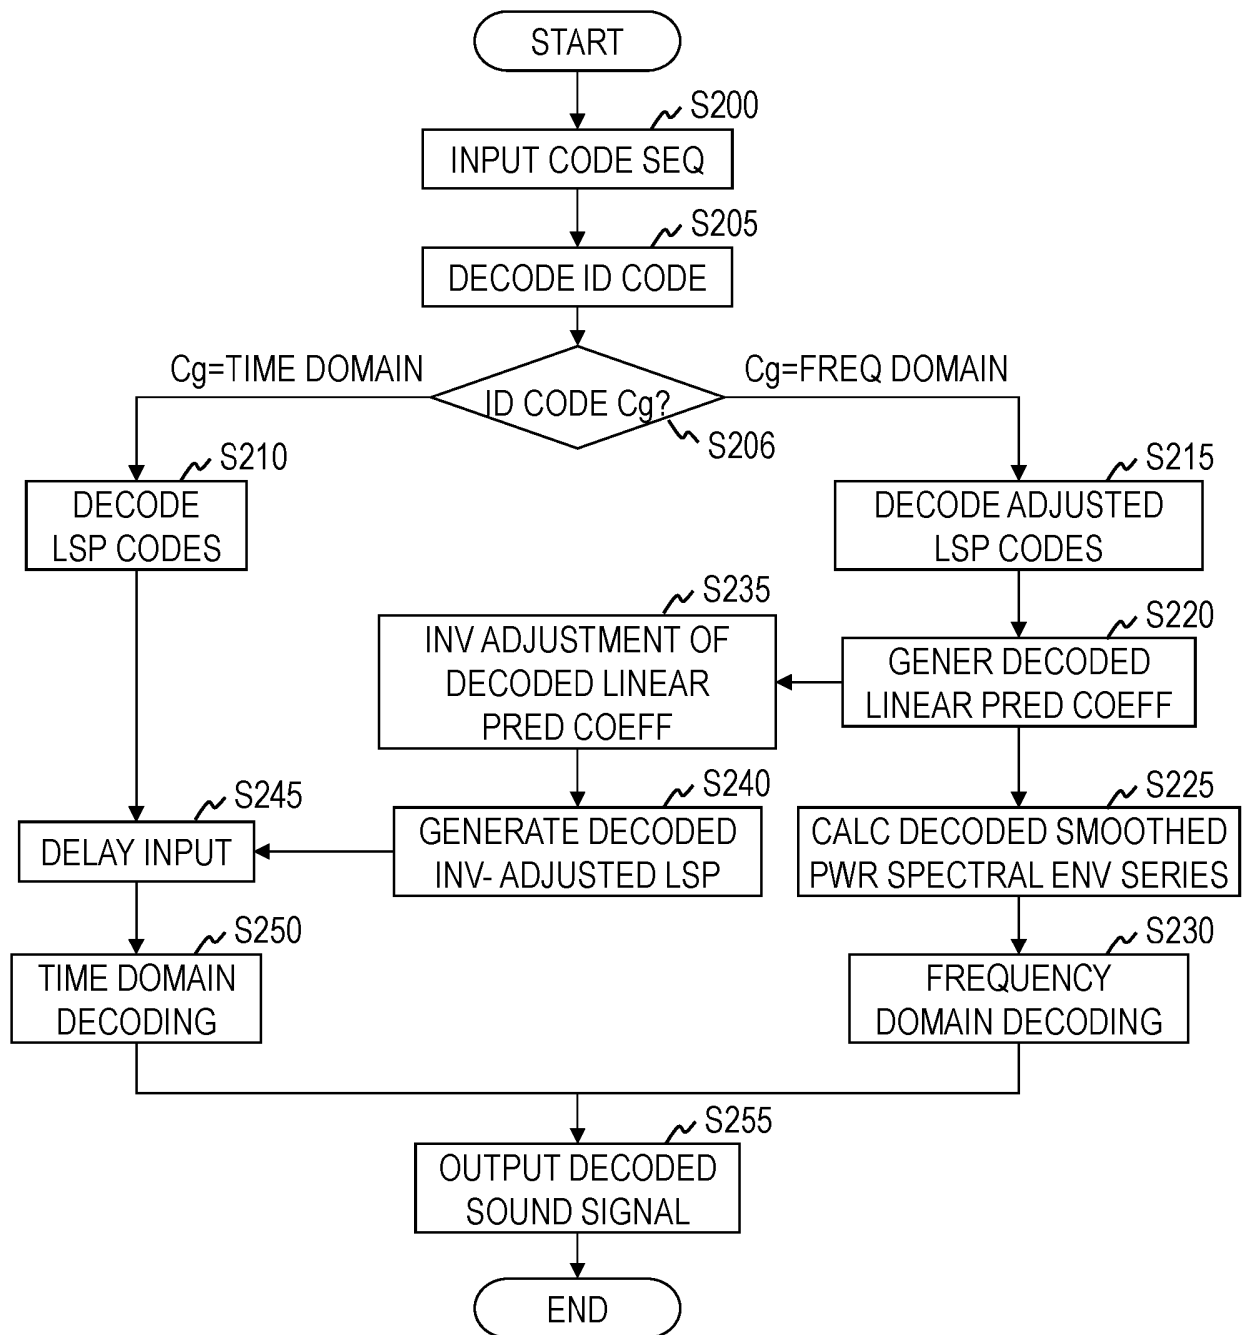 START
S200
INPUT CODE SEQ
S205
DECODE ID CODE
Cg=TIME DOMAIN
Cg=FREQ DOMAIN
ID CODE Cg?
S206
S210
DECODE
LSP CODES
S215
DECODE ADJUSTED
LSP CODES
S235
INV ADJUSTMENT OF
DECODED LINEAR
PRED COEFF
S220
GENER DECODED
LINEAR PRED COEFF
S245
DELAY INPUT
S240
GENERATE DECODED
INV- ADJUSTED LSP
S225
CALC DECODED SMOOTHED
PWR SPECTRAL ENV SERIES
S250
TIME DOMAIN
DECODING
S230
FREQUENCY
DOMAIN DECODING
S255
OUTPUT DECODED
SOUND SIGNAL
END